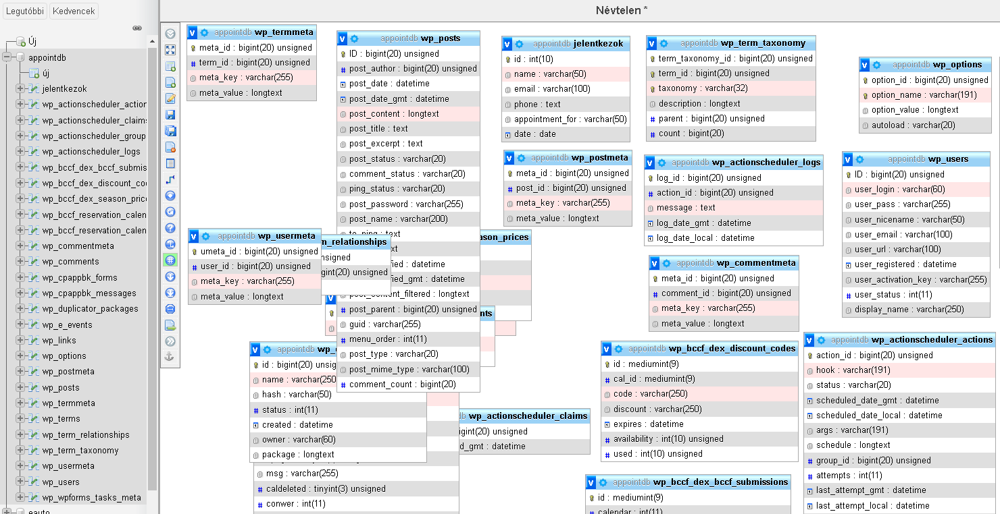 Legutóbbi
Kedvencek
Új
appointdb
új
jelentkezok
wp_actionscheduler_action
wp_actionscheduler_claims
wp_actionscheduler_group
wp_actionscheduler_logs
wp_bccf_dex_bccf_submis
wp_bccf_dex_discount_co
wp_bccf_dex_season_price
wp_bccf_reservation_calen
wp_bccf_reservation_calen
wp_commentmeta
wp_comments
wp_cpappbk_forms
wp_cpappbk_messages
wp_duplicator_packages
wp_e_events
wp_links
wp_options
wp_postmeta
wp_posts
wp_termmeta
wp_terms
wp_term_relationships
wp_term_taxonomy
wp_usermeta
wp_users
wp_wpforms_tasks_meta
eauto
Névtelen *
appointdb wp_termmeta
meta_id : bigint(20) unsigned
term_id : bigint(20) unsigned
meta_key : varchar(255)
meta_value : longtext
appointdb wp_posts
ID : bigint(20) unsigned
post_author : bigint(20) unsigned
post_date : datetime
post_date_gmt : datetime
post_content : longtext
post_title : text
post_excerpt : text
post_status : varchar(20)
comment_status : varchar(20)
ping_status : varchar(20)
post_password : varchar(255)
post_name : varchar(200)
to_ping : text
xt
fied : datetime
fied_gmt : datetime
post_content_filtered : longtext
post_parent : bigint(20) unsigned
guid : varchar(255)
menu_order : int(11)
post_type : varchar(20)
post_mime_type : varchar(100)
comment_count : bigint(20)
appointdb jelentkezok
id : int(10)
name : varchar(50)
email : varchar(100)
phone : text
appointment_for : varchar(50)
date : date
appointdb wp_term_taxonomy
term_taxonomy_id : bigint(20) unsigned
term_id : bigint(20) unsigned
taxonomy : varchar(32)
description : longtext
parent : bigint(20) unsigned
count : bigint(20)
appointdb wp_options
option_id : bigint(20) unsigned
option_name : varchar(191)
option_value : longtext
autoload : varchar(20)
appointdb wp_postmeta
meta_id : bigint(20) unsigned
post_id : bigint(20) unsigned
meta_key : varchar(255)
meta_value : longtext
appointdb wp_actionscheduler_logs
log_id : bigint(20) unsigned
action_id : bigint(20) unsigned
message : text
log_date_gmt : datetime
log_date_local : datetime
appointdb wp_users
ID : bigint(20) unsigned
user_login : varchar(60)
user_pass : varchar(255)
user_nicename : varchar(50)
user_email : varchar(100)
user_url : varchar(100)
user_registered : datetime
user_activation_key : varchar(255)
user_status : int(11)
display_name : varchar(250)
appointdb wp_usermeta
umeta_id : bigint(20) unsigned
user_id : bigint(20) unsigned
meta_key : varchar(255)
meta_value : longtext
m_relationships
nsigned
igint(20) unsigned
ason_prices
nts
appointdb wp_commentmeta
meta_id : bigint(20) unsigned
comment_id : bigint(20) unsigned
meta_key : varchar(255)
meta_value : longtext
appointdb wp_
id : bigint(20) unsig
name : varchar(250
hash : varchar(50)
status : int(11)
created : datetime
owner : varchar(60)
package : longtext
msg : varchar(255)
caldeleted : tinyint(3) unsigned
conwer : int(11)
db wp_actionscheduler_claims
igint(20) unsigned
d_gmt : datetime
appointdb wp_bccf_dex_discount_codes
id : mediumint(9)
cal_id : mediumint(9)
code : varchar(250)
discount : varchar(250)
expires : datetime
availability : int(10) unsigned
used : int(10) unsigned
appointdb wp_bccf_dex_bccf_submissions
id : mediumint(9)
calendar : int(11)
appointdb wp_actionscheduler_actions
action_id : bigint(20) unsigned
hook : varchar(191)
status : varchar(20)
scheduled_date_gmt : datetime
scheduled_date_local : datetime
args : varchar(191)
schedule : longtext
group_id : bigint(20) unsigned
attempts : int(11)
last_attempt_gmt : datetime
last_attempt_local : datetime